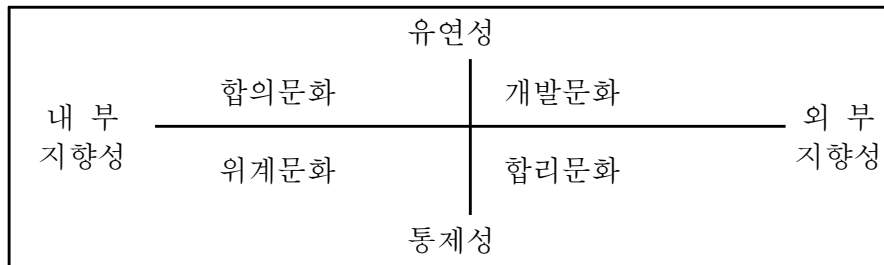 유연성
합의문화 개발문화
내 부 외 부
지향성 지향성
위계문화 합리문화
통제성